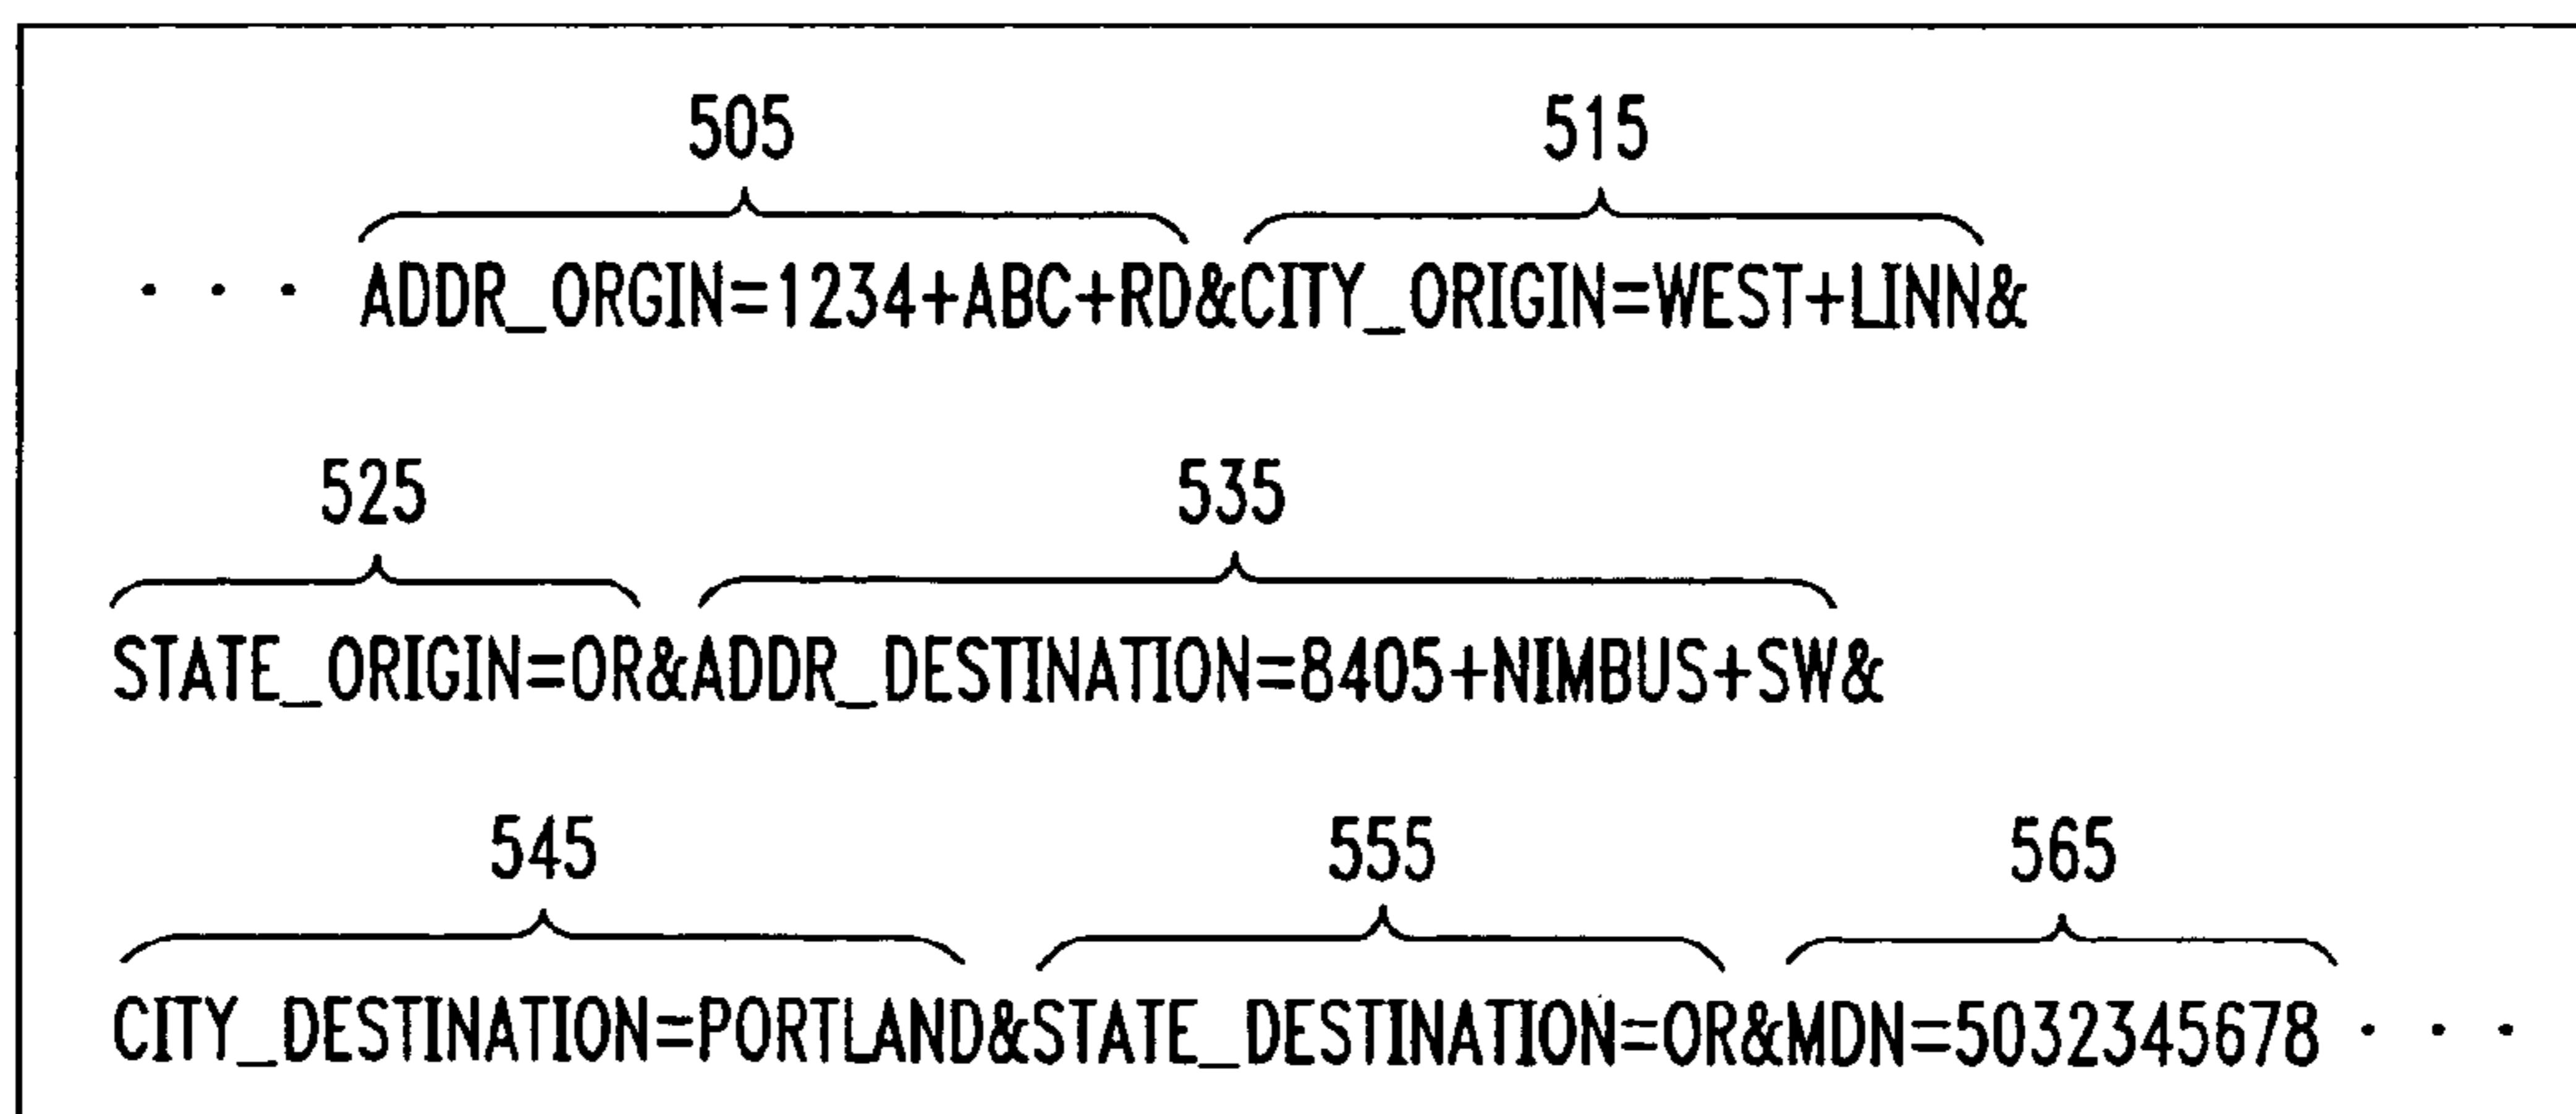 505 515
. . . ADDR_ORGIN=1234+ABC+RD&CITY_ORIGIN=WEST+LINN&
525 535
STATE_ORIGIN=OR&ADDR_DESTINATION=8405+NIMBUS+SW&
545 555 565
CITY_DESTINATION=PORTLAND&STATE_DESTINATION=OR&MDN=5032345678 . . .